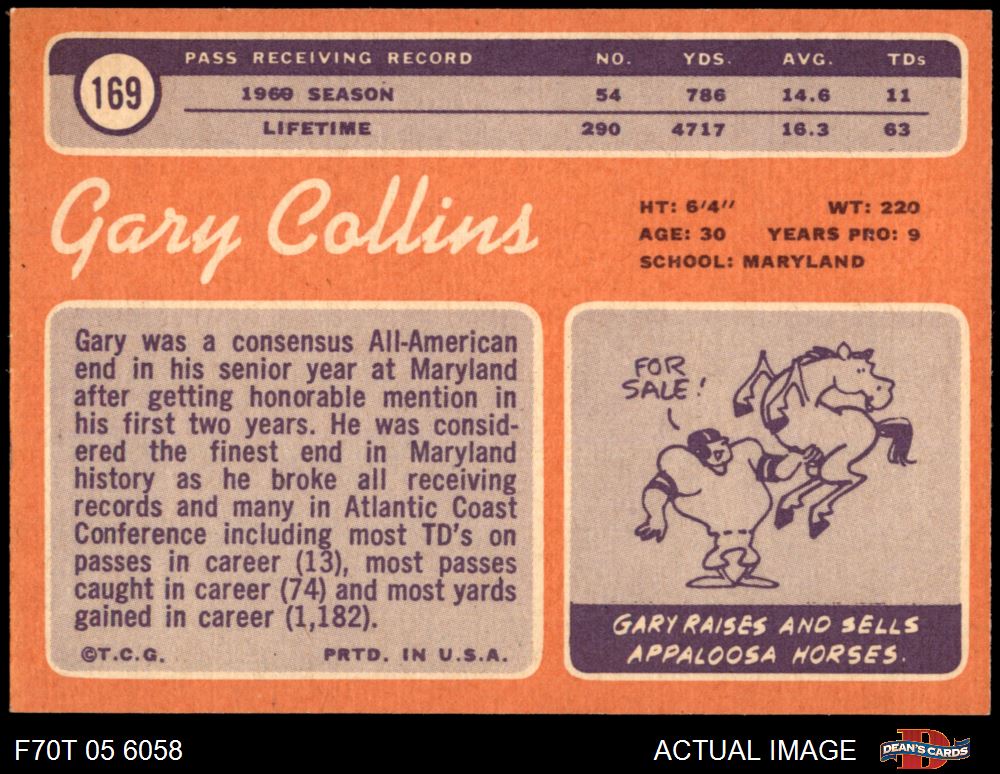 169
PASS RECEIVING RECORD NO. YDS. AVG. TDs
1969 SEASON 54 786 14.6 11
LIFETIME 290 4717 16.3 63
Gary Collins
HT: 6'4" WT: 220
AGE: 30 YEARS PRO: 9
SCHOOL: MARYLAND
Gary was a consensus All-American
end in his senior year at Maryland
after getting honorable mention in
his first two years. He was consid-
ered the finest end in Maryland
history as he broke all receiving
records and many in Atlantic Coast
Conference including most TD's on
passes in career (13), most passes
caught in career (74) and most yards
gained in career (1,182).
©T.C.G. PRTD. IN U.S.A.
FOR
SALE!
GARY RAISES AND SELLS
APPALOOSA HORSES.
F70T 05 6058 ACTUAL IMAGE
D
DEAN'S CARDS